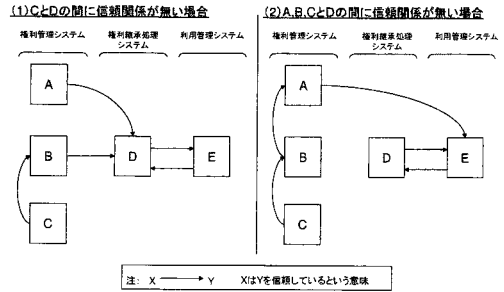 (1)CとDの間に信頼関係が無い場合
権利管理システム
権利継承処理
システム
利用管理システム
A
B
D
E
C
(2)A,B,CとDの間に信頼関係が無い場合
権利管理システム
権利継承処理
システム
利用管理システム
A
B
D
E
C
注: X → Y XはYを信頼しているという意味